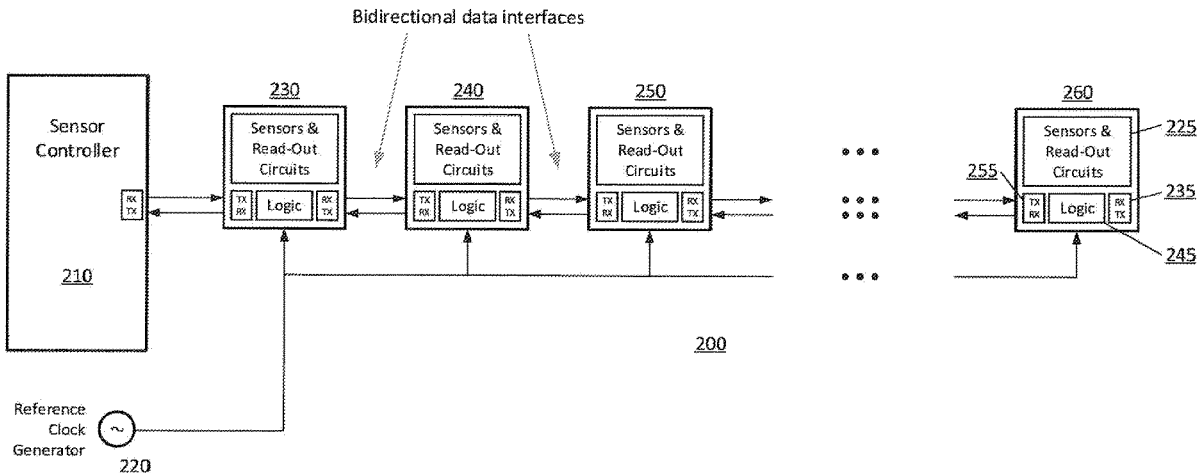 Bidirectional data interfaces
230
240
250
260
Sensor
Controller
Sensors &
Read-Out
Circuits
Sensors &
Read-Out
Circuits
Sensors &
Read-Out
Circuits
Sensors &
Read-Out
Circuits
225
255
235
RX
TX
TX
RX
Logic
RX
TX
TX
RX
Logic
RX
TX
TX
RX
Logic
RX
TX
TX
RX
Logic
RX
TX
245
210
200
Reference
Clock
Generator
~
220